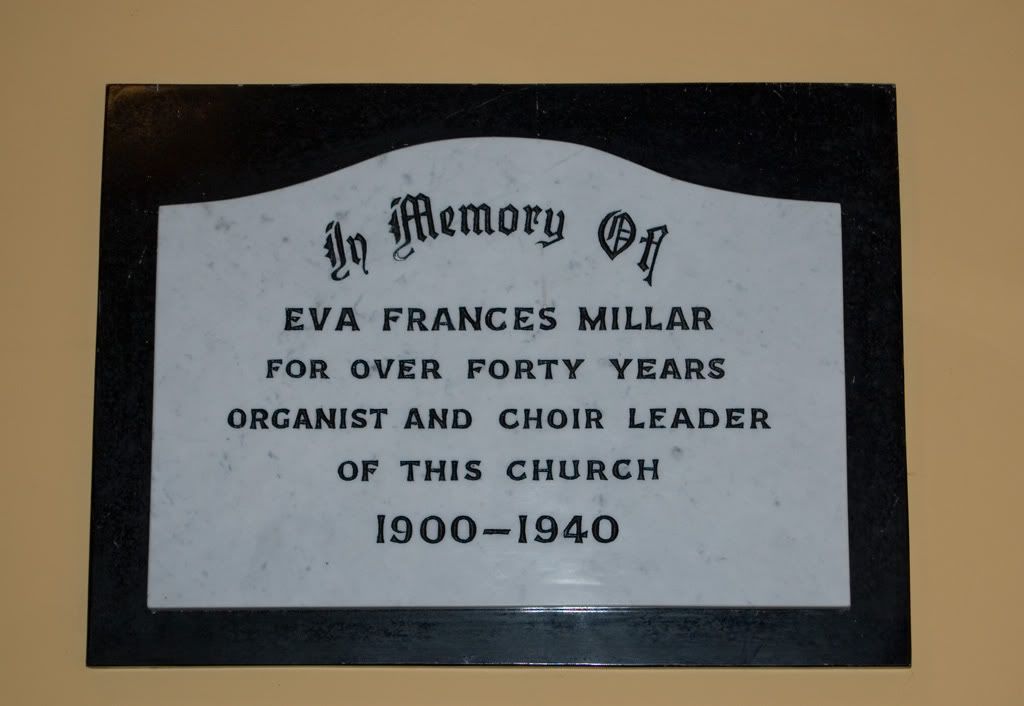 In Memory Of
EVA FRANCES MILLAR
FOR OVER FORTY YEARS
ORGANIST AND CHOIR LEADER
OF THIS CHURCH
1900–1940